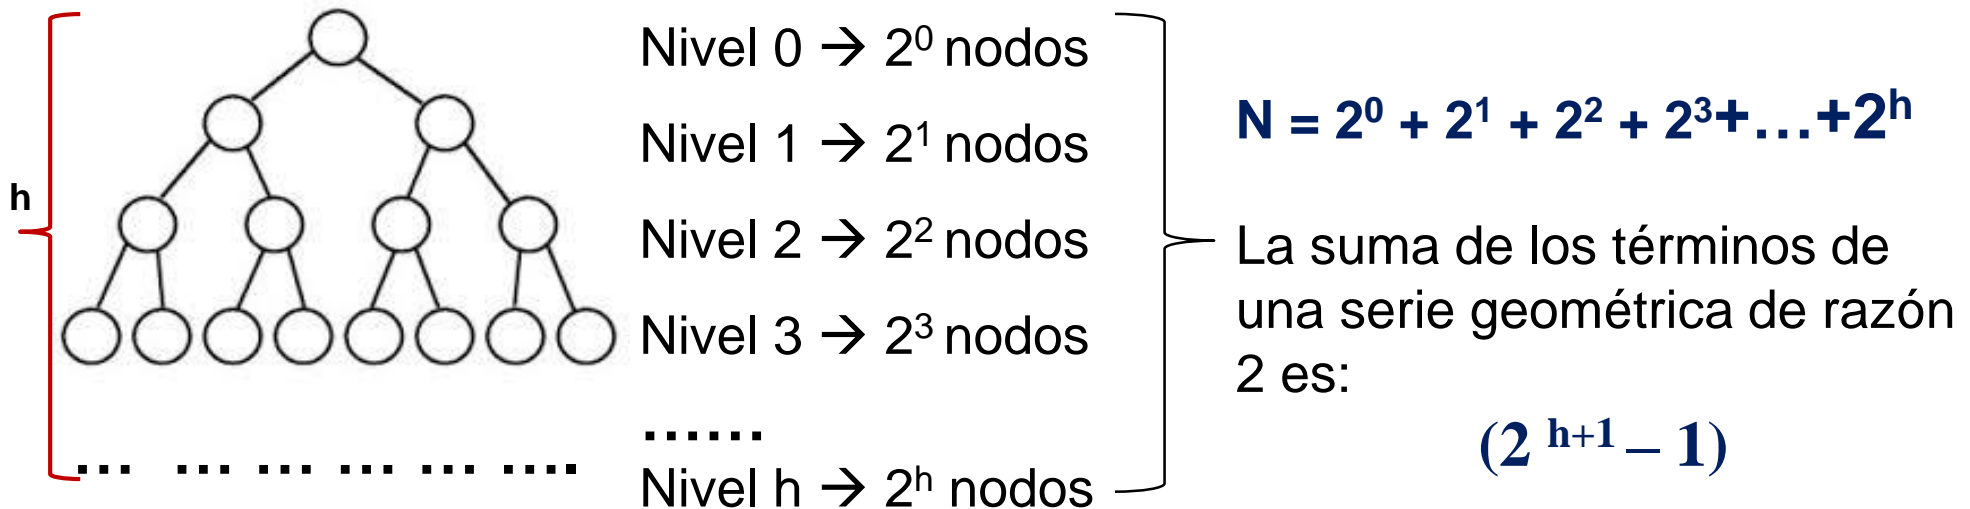 h
Nivel 0 → 2⁰ nodos
Nivel 1 → 2¹ nodos
Nivel 2 → 2² nodos
Nivel 3 → 2³ nodos
......
... ... ... ... ... ....
Nivel h → 2ʰ nodos
N = 2⁰ + 2¹ + 2² + 2³+...+2ʰ
La suma de los términos de
una serie geométrica de razón
2 es:
(2 ʰ⁺¹ – 1)